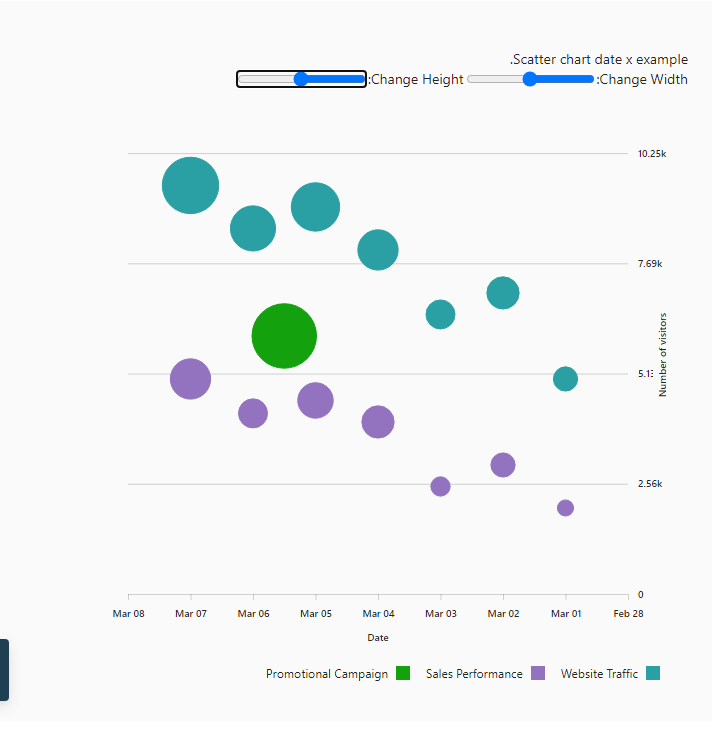 .Scatter chart date x example
:Change Height
:Change Width
10.25k
7.69k
5.1
2.56k
0
Number of visitors
Mar 08 Mar 07 Mar 06 Mar 05 Mar 04 Mar 03 Mar 02 Mar 01 Feb 28
Date
Promotional Campaign Sales Performance Website Traffic